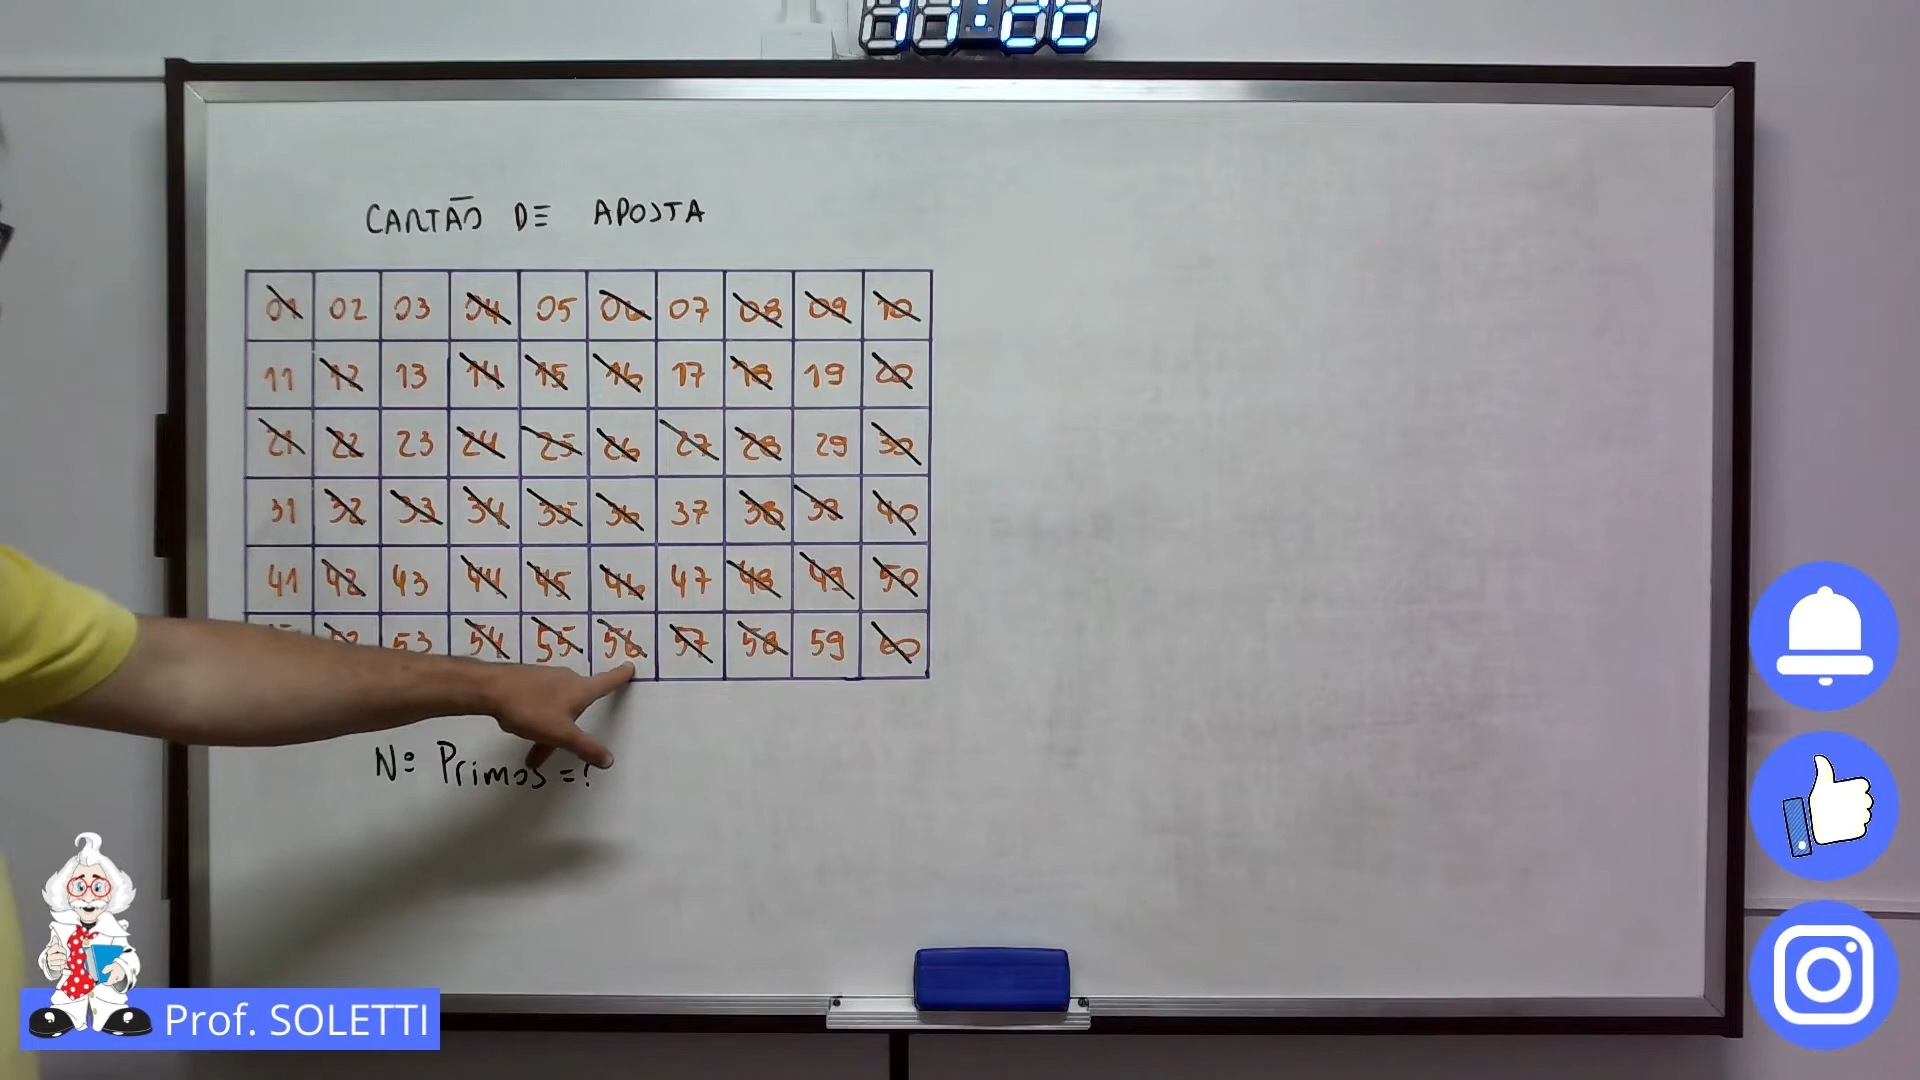 CARTÃO DE APOSTA
01 02 03 04 05 06 07 08 09 10
11 12 13 14 15 16 17 18 19 20
21 22 23 24 25 26 27 28 29 30
31 32 33 34 35 36 37 38 39 40
41 42 43 44 45 46 47 48 49 50
53 54 55 56 57 58 59 60
Nº Primos = ?
Prof. SOLETTI